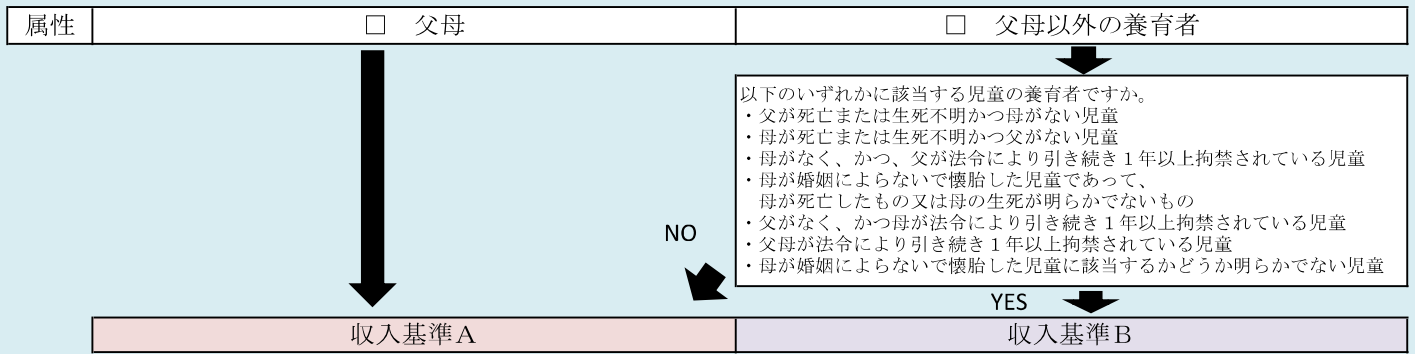 属性 □ 父母 □ 父母以外の養育者
以下のいずれかに該当する児童の養育者ですか。
・父が死亡または生死不明かつ母がない児童
・母が死亡または生死不明かつ父がない児童
・母がなく、かつ、父が法令により引き続き１年以上拘禁されている児童
・母が婚姻によらないで懐胎した児童であって、
母が死亡したもの又は母の生死が明らかでないもの
・父がなく、かつ母が法令により引き続き１年以上拘禁されている児童
・父母が法令により引き続き１年以上拘禁されている児童
・母が婚姻によらないで懐胎した児童に該当するかどうか明らかでない児童
NO
YES
収入基準Ａ 収入基準Ｂ